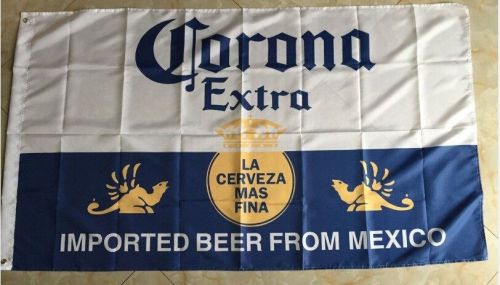 Corona
Extra
LA
CERVEZA
MAS
FINA
IMPORTED BEER FROM MEXICO